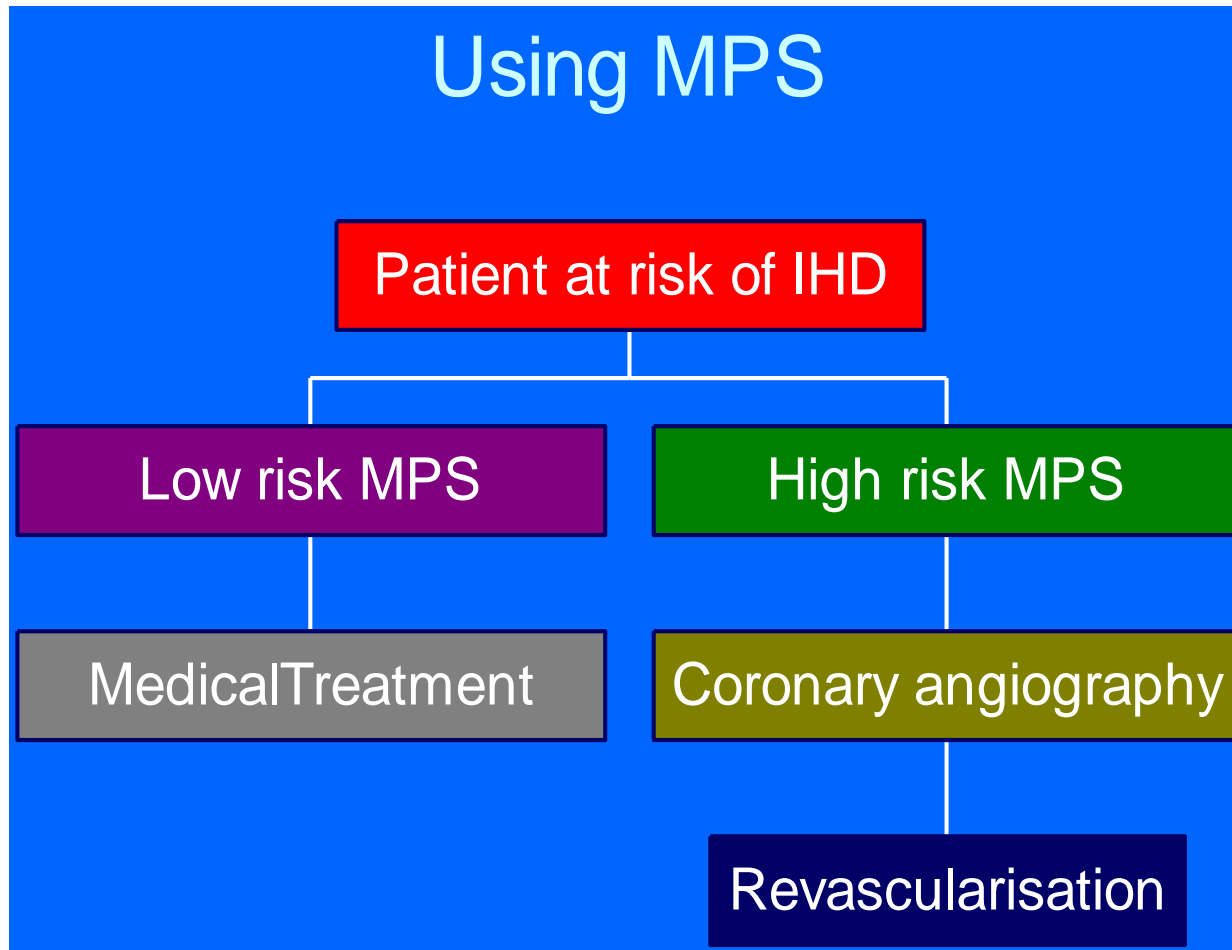 Using MPS
Patient at risk of IHD
Low risk MPS
High risk MPS
MedicalTreatment
Coronary angiography
Revascularisation